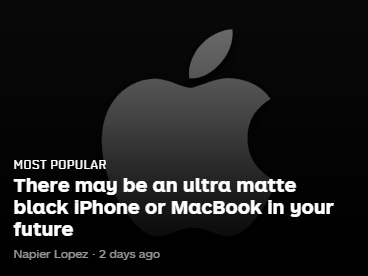 MOST POPULAR
There may be an ultra matte
black iPhone or MacBook in your
future
Napier Lopez · 2 days ago